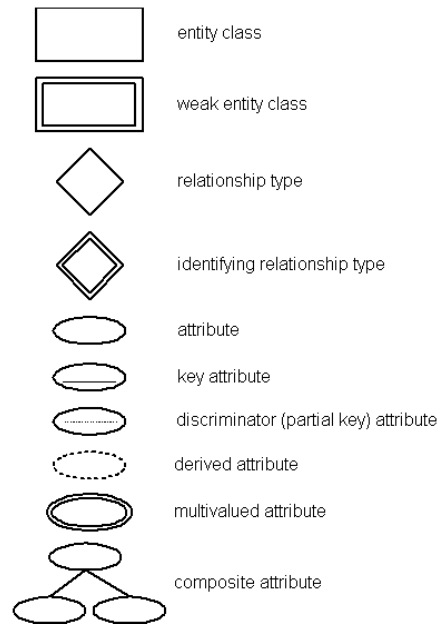 entity class
weak entity class
relationship type
identifying relationship type
attribute
key attribute
discriminator (partial key) attribute
derived attribute
multivalued attribute
composite attribute